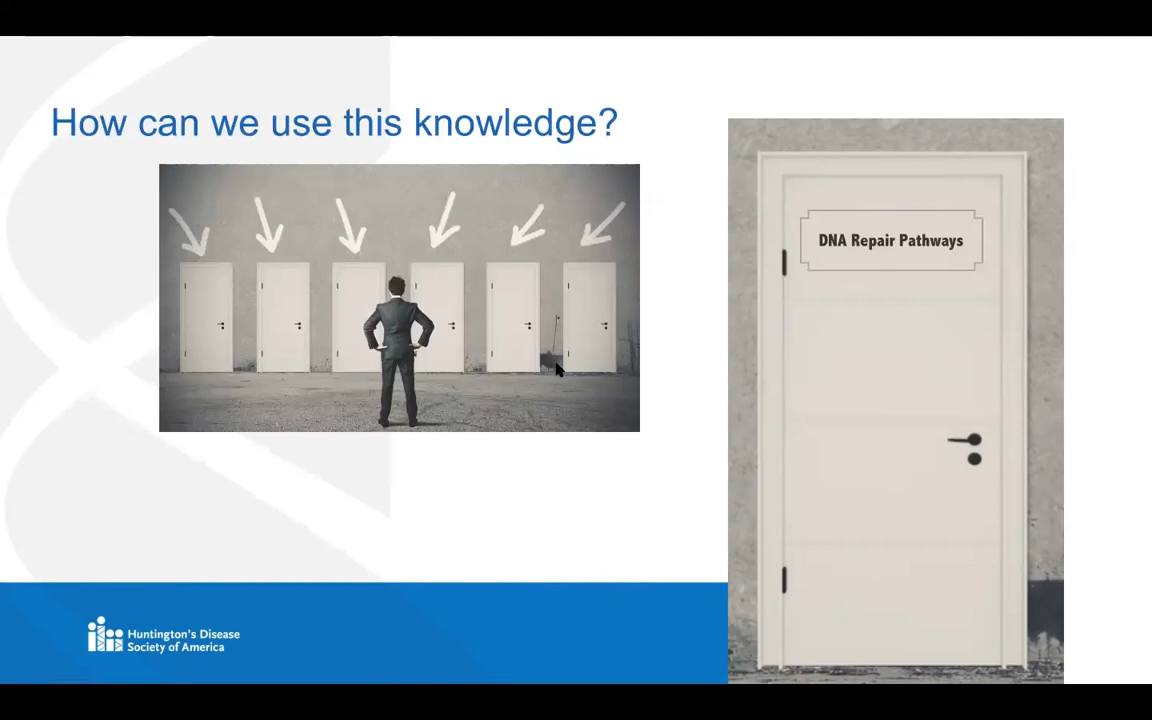 How can we use this knowledge?
DNA Repair Pathways
Huntington's Disease
Society of America